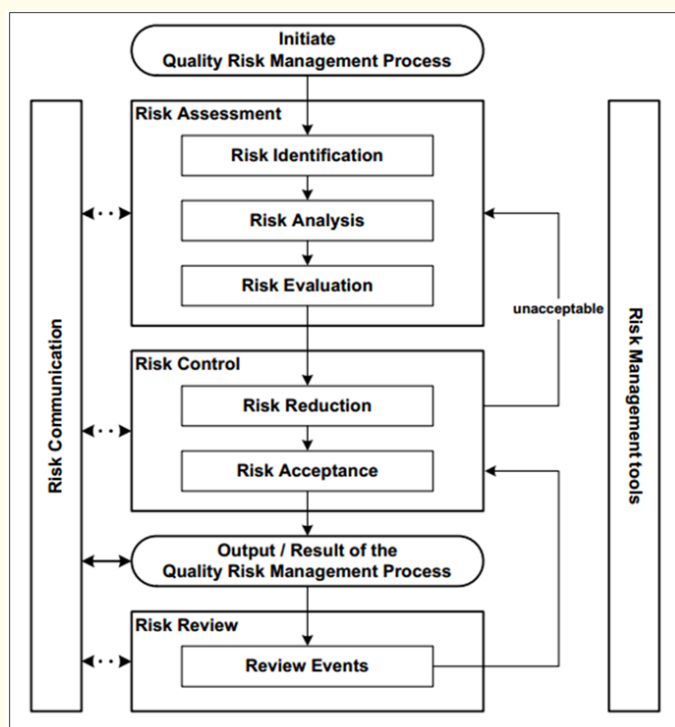 Initiate
Quality Risk Management Process
Risk Assessment
Risk Identification
Risk Analysis
Risk Evaluation
unacceptable
Risk Control
Risk Reduction
Risk Acceptance
Output / Result of the
Quality Risk Management Process
Risk Review
Review Events
Risk Communication
Risk Management tools